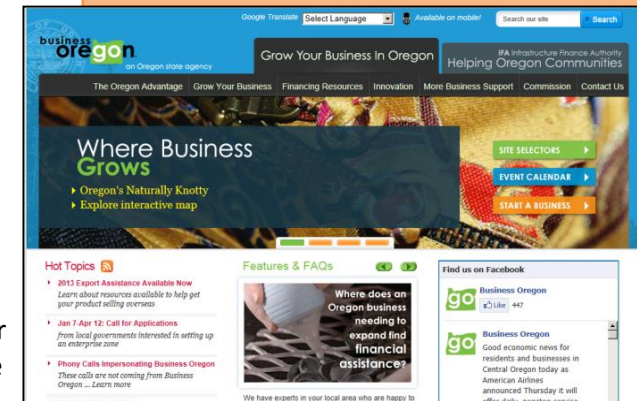 Google Translate Select Language Available on mobile! Search our site Search
business
oregon
an Oregon state agency
Grow Your Business In Oregon
IFA Infrastructure Finance Authority
Helping Oregon Communities
The Oregon Advantage Grow Your Business Financing Resources Innovation More Business Support Commission Contact Us
Where Business
Grows
Oregon's Naturally Knotty
Explore interactive map
SITE SELECTORS
EVENT CALENDAR
START A BUSINESS
Hot Topics
2013 Export Assistance Available Now
Learn about resources available to help get
your product selling overseas
Jan 7-Apr 12: Call for Applications
from local governments interested in setting up
an enterprise zone
Phony Calls Impersonating Business Oregon
These calls are not coming from Business
Oregon ... Learn more
Features & FAQs
Where does an
Oregon business
needing to
expand find
financial
assistance?
We have experts in your local area who are happy to
Find us on Facebook
go
Business Oregon
Like 447
go
Business Oregon
Good economic news for
residents and businesses in
Central Oregon today as
American Airlines
announced Thursday it will
offer daily, nonstop service